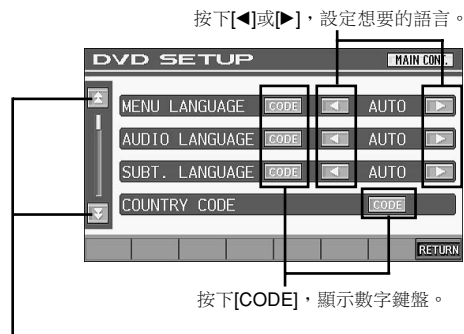 按下[◄]或[►]，設定想要的語言。
DVD SETUP MAIN CONT.
MENU LANGUAGE CODE ◄ AUTO ►
AUDIO LANGUAGE CODE ◄ AUTO ►
SUBT. LANGUAGE CODE ◄ AUTO ►
COUNTRY CODE CODE
RETURN
按下[CODE]，顯示數字鍵盤。